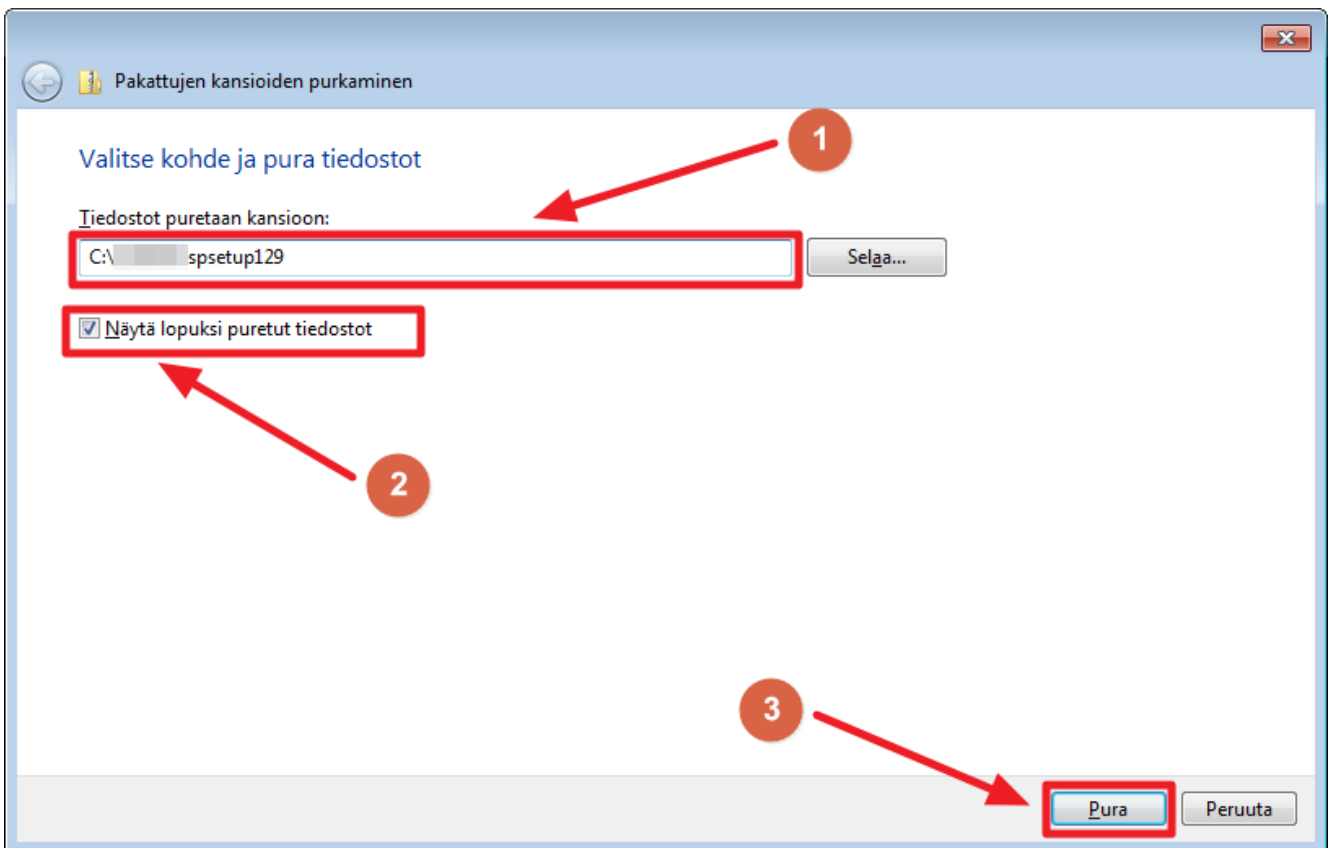 Pakattujen kansioiden purkaminen
1
Valitse kohde ja pura tiedostot
Tiedostot puretaan kansioon:
C:\ spsetup129
Selaa...
Näytä lopuksi puretut tiedostot
2
3
Pura
Peruuta